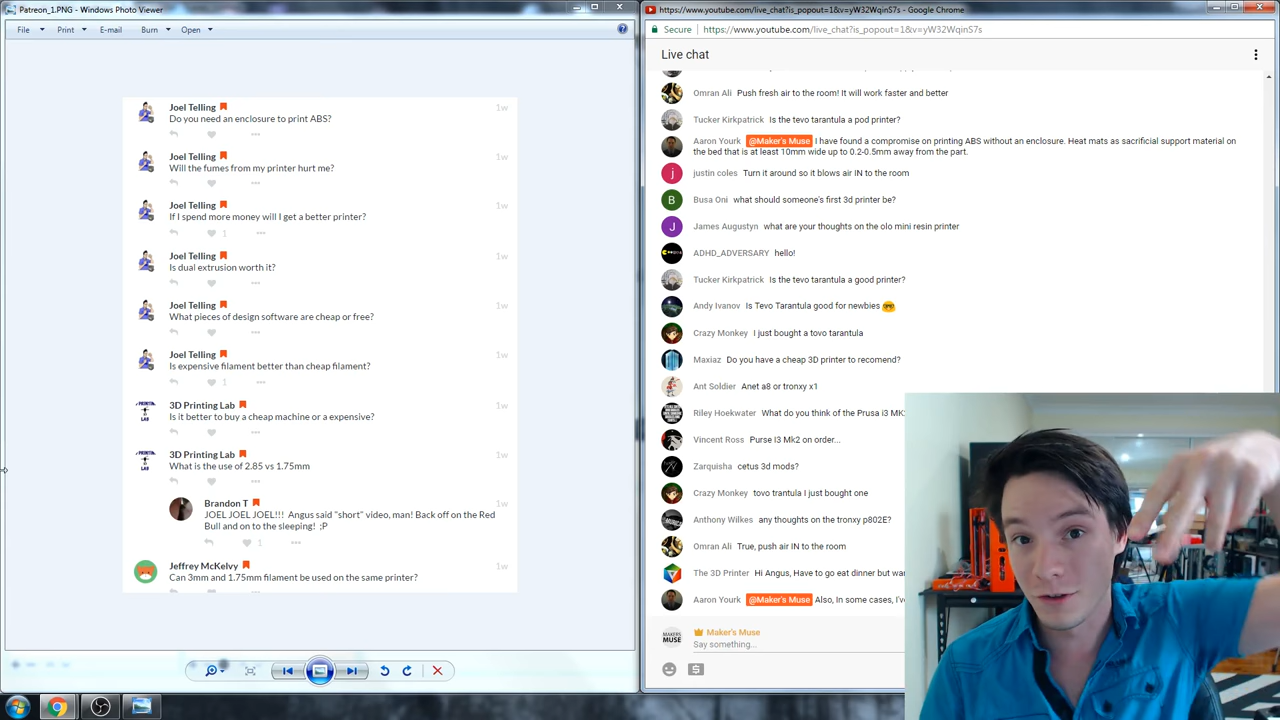 Patreon_1.PNG - Windows Photo Viewer
File
Print
E-mail
Burn
Open
Joel Telling
1w
Do you need an enclosure to print ABS?
Joel Telling
1w
Will the fumes from my printer hurt me?
Joel Telling
1w
If I spend more money will I get a better printer?
1
Joel Telling
1w
Is dual extrusion worth it?
Joel Telling
1w
What pieces of design software are cheap or free?
Joel Telling
1w
Is expensive filament better than cheap filament?
1
3D Printing Lab
1w
Is it better to buy a cheap machine or a expensive?
3D Printing Lab
1w
What is the use of 2.85 vs 1.75mm
Brandon T
1w
JOEL JOEL JOEL!!! Angus said "short" video, man! Back off on the Red
Bull and on to the sleeping! ;P
1
Jeffrey McKelvy
1w
Can 3mm and 1.75mm filament be used on the same printer?
https://www.youtube.com/live_chat?is_popout=1&v=yW32WqinS7s - Google Chrome
Secure
https://www.youtube.com/live_chat?is_popout=1&v=yW32WqinS7s
Live chat
Omran Ali Push fresh air to the room! It will work faster and better
Tucker Kirkpatrick Is the tevo tarantula a pod printer?
Aaron Yourk @Maker's Muse I have found a compromise on printing ABS without an enclosure. Heat mats as sacrificial support material on
the bed that is at least 10mm wide up to 0.2-0.5mm away from the part.
j
justin coles Turn it around so it blows air IN to the room
B
Busa Oni what should someone's first 3d printer be?
J
James Augustyn what are your thoughts on the olo mini resin printer
ADHD_ADVERSARY hello!
Tucker Kirkpatrick Is the tevo tarantula a good printer?
Andy Ivanov Is Tevo Tarantula good for newbies
Crazy Monkey I just bought a tovo tarantula
Maxiaz Do you have a cheap 3D printer to recomend?
Ant Soldier Anet a8 or tronxy x1
Riley Hoekwater What do you think of the Prusa i3 MK
Vincent Ross Purse i3 Mk2 on order...
Zarquisha cetus 3d mods?
Crazy Monkey tovo trantula I just bought one
Anthony Wilkes any thoughts on the tronxy p802E?
Omran Ali True, push air IN to the room
The 3D Printer Hi Angus, Have to go eat dinner but wa
Aaron Yourk @Maker's Muse Also, In some cases, I'v
MAKER'S
MUSE
Maker's Muse
Say something...